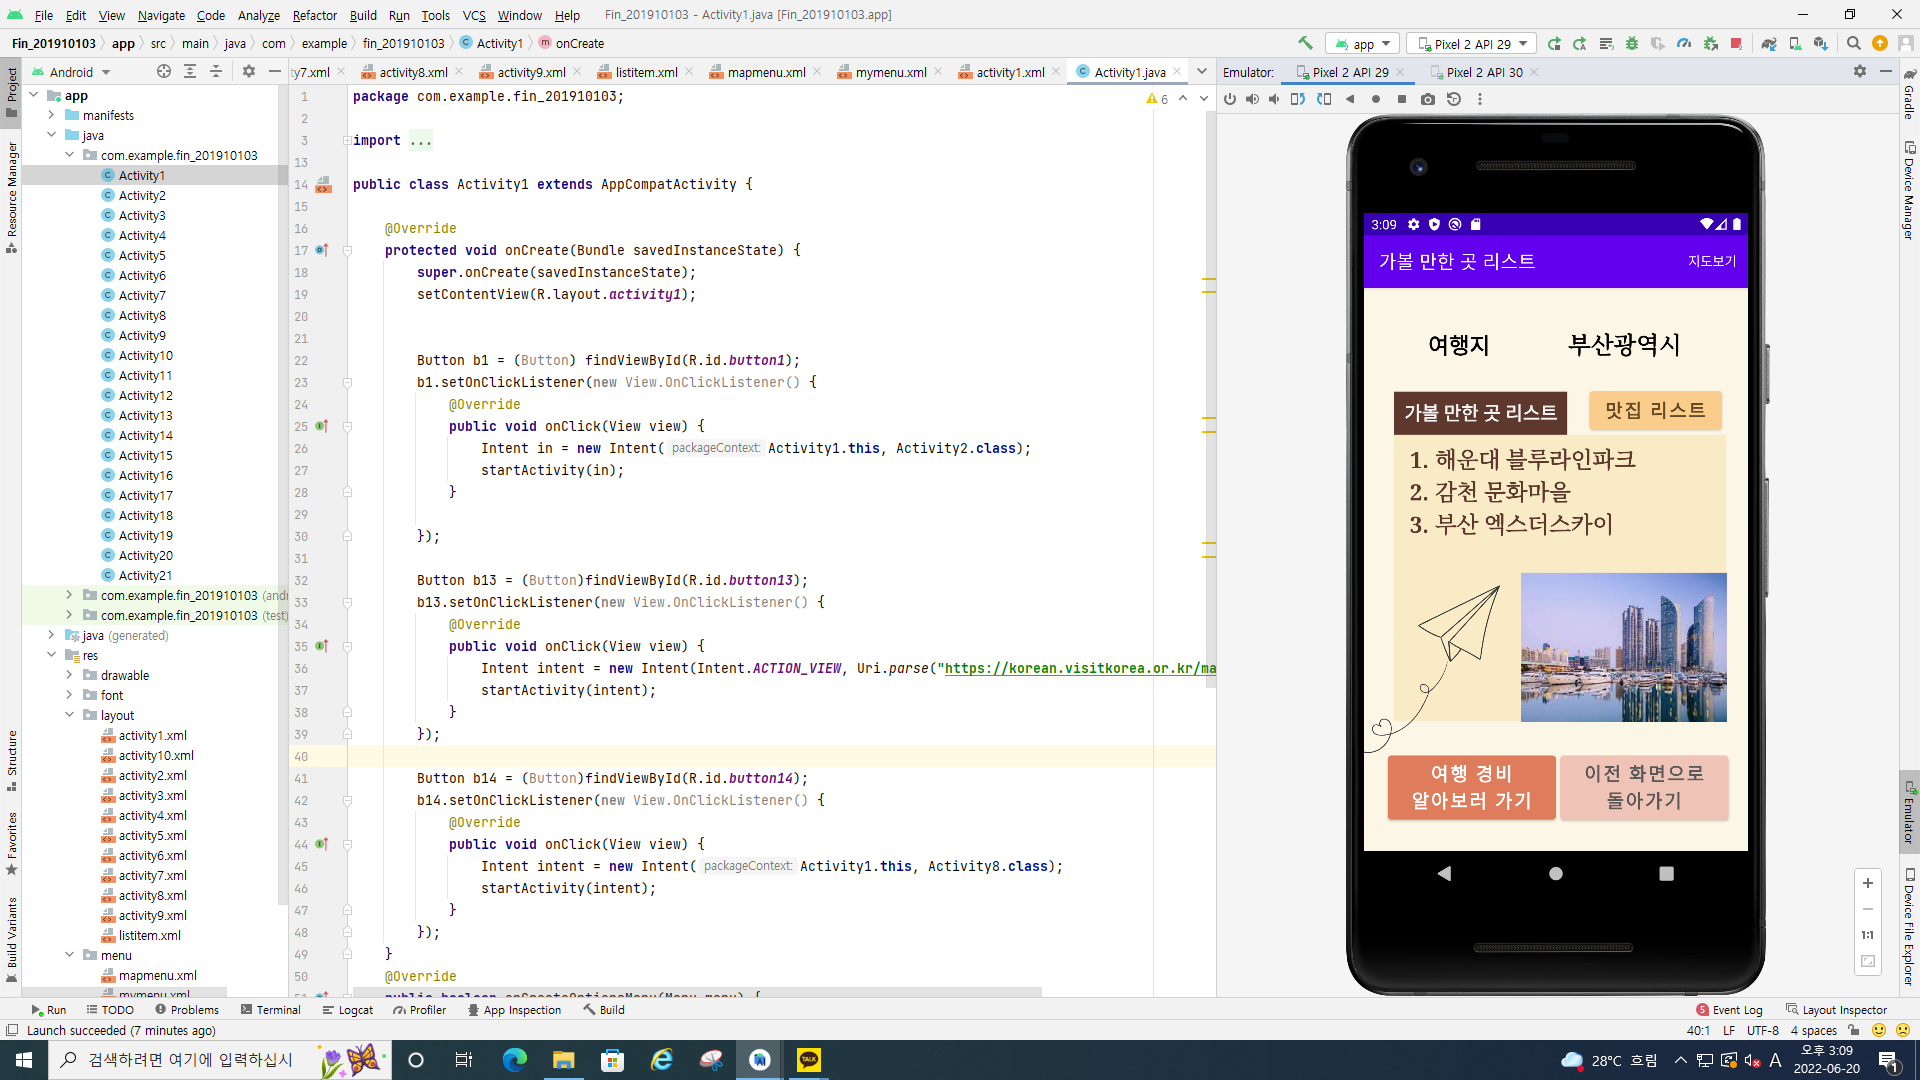 File Edit View Navigate Code Analyze Refactor Build Run Tools VCS Window Help Fin_201910103 - Activity1.java [Fin_201910103.app]
Fin_201910103 app src main java com example fin_201910103 Activity1 onCreate app Pixel 2 API 29
Android ty7.xml activity8.xml activity9.xml listitem.xml mapmenu.xml mymenu.xml activity1.xml Activity1.java Emulator: Pixel 2 API 29 Pixel 2 API 30
Project
Resource Manager
Structure
Favorites
Build Variants
app
manifests
java
com.example.fin_201910103
Activity1
Activity2
Activity3
Activity4
Activity5
Activity6
Activity7
Activity8
Activity9
Activity10
Activity11
Activity12
Activity13
Activity14
Activity15
Activity16
Activity17
Activity18
Activity19
Activity20
Activity21
com.example.fin_201910103 (and
com.example.fin_201910103 (test)
java (generated)
res
drawable
font
layout
activity1.xml
activity10.xml
activity2.xml
activity3.xml
activity4.xml
activity5.xml
activity6.xml
activity7.xml
activity8.xml
activity9.xml
listitem.xml
menu
mapmenu.xml
mymenu.xml
6
1 package com.example.fin_201910103;
2
3 import ...
13
14 public class Activity1 extends AppCompatActivity {
15
16 @Override
17 protected void onCreate(Bundle savedInstanceState) {
18 super.onCreate(savedInstanceState);
19 setContentView(R.layout.activity1);
20
21
22 Button b1 = (Button) findViewById(R.id.button1);
23 b1.setOnClickListener(new View.OnClickListener() {
24 @Override
25 public void onClick(View view) {
26 Intent in = new Intent( packageContext: Activity1.this, Activity2.class);
27 startActivity(in);
28 }
29
30 });
31
32 Button b13 = (Button)findViewById(R.id.button13);
33 b13.setOnClickListener(new View.OnClickListener() {
34 @Override
35 public void onClick(View view) {
36 Intent intent = new Intent(Intent.ACTION_VIEW, Uri.parse("https://korean.visitkorea.or.kr/ma
37 startActivity(intent);
38 }
39 });
40
41 Button b14 = (Button)findViewById(R.id.button14);
42 b14.setOnClickListener(new View.OnClickListener() {
43 @Override
44 public void onClick(View view) {
45 Intent intent = new Intent( packageContext: Activity1.this, Activity8.class);
46 startActivity(intent);
47 }
48 });
49 }
50 @Override
51 public boolean onCreateOptionsMenu(Menu menu) {
3:09
가볼 만한 곳 리스트 지도보기
여행지 부산광역시
가볼 만한 곳 리스트 맛집 리스트
1. 해운대 블루라인파크
2. 감천 문화마을
3. 부산 엑스더스카이
여행 경비
알아보러 가기
이전 화면으로
돌아가기
1:1
Gradle
Device Manager
Emulator
Device File Explorer
Run TODO Problems Terminal Logcat Profiler App Inspection Build 5 Event Log Layout Inspector
Launch succeeded (7 minutes ago) 40:1 LF UTF-8 4 spaces
검색하려면 여기에 입력하십시 TALK 28°C 흐림 A 오후 3:09
2022-06-20 1